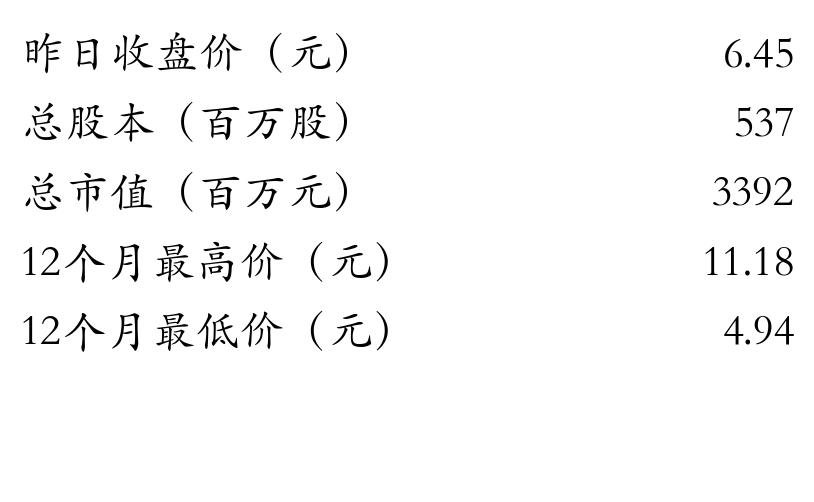 昨日收盘价（元） 6.45
总股本（百万股） 537
总市值（百万元） 3392
12个月最高价（元） 11.18
12个月最低价（元） 4.94